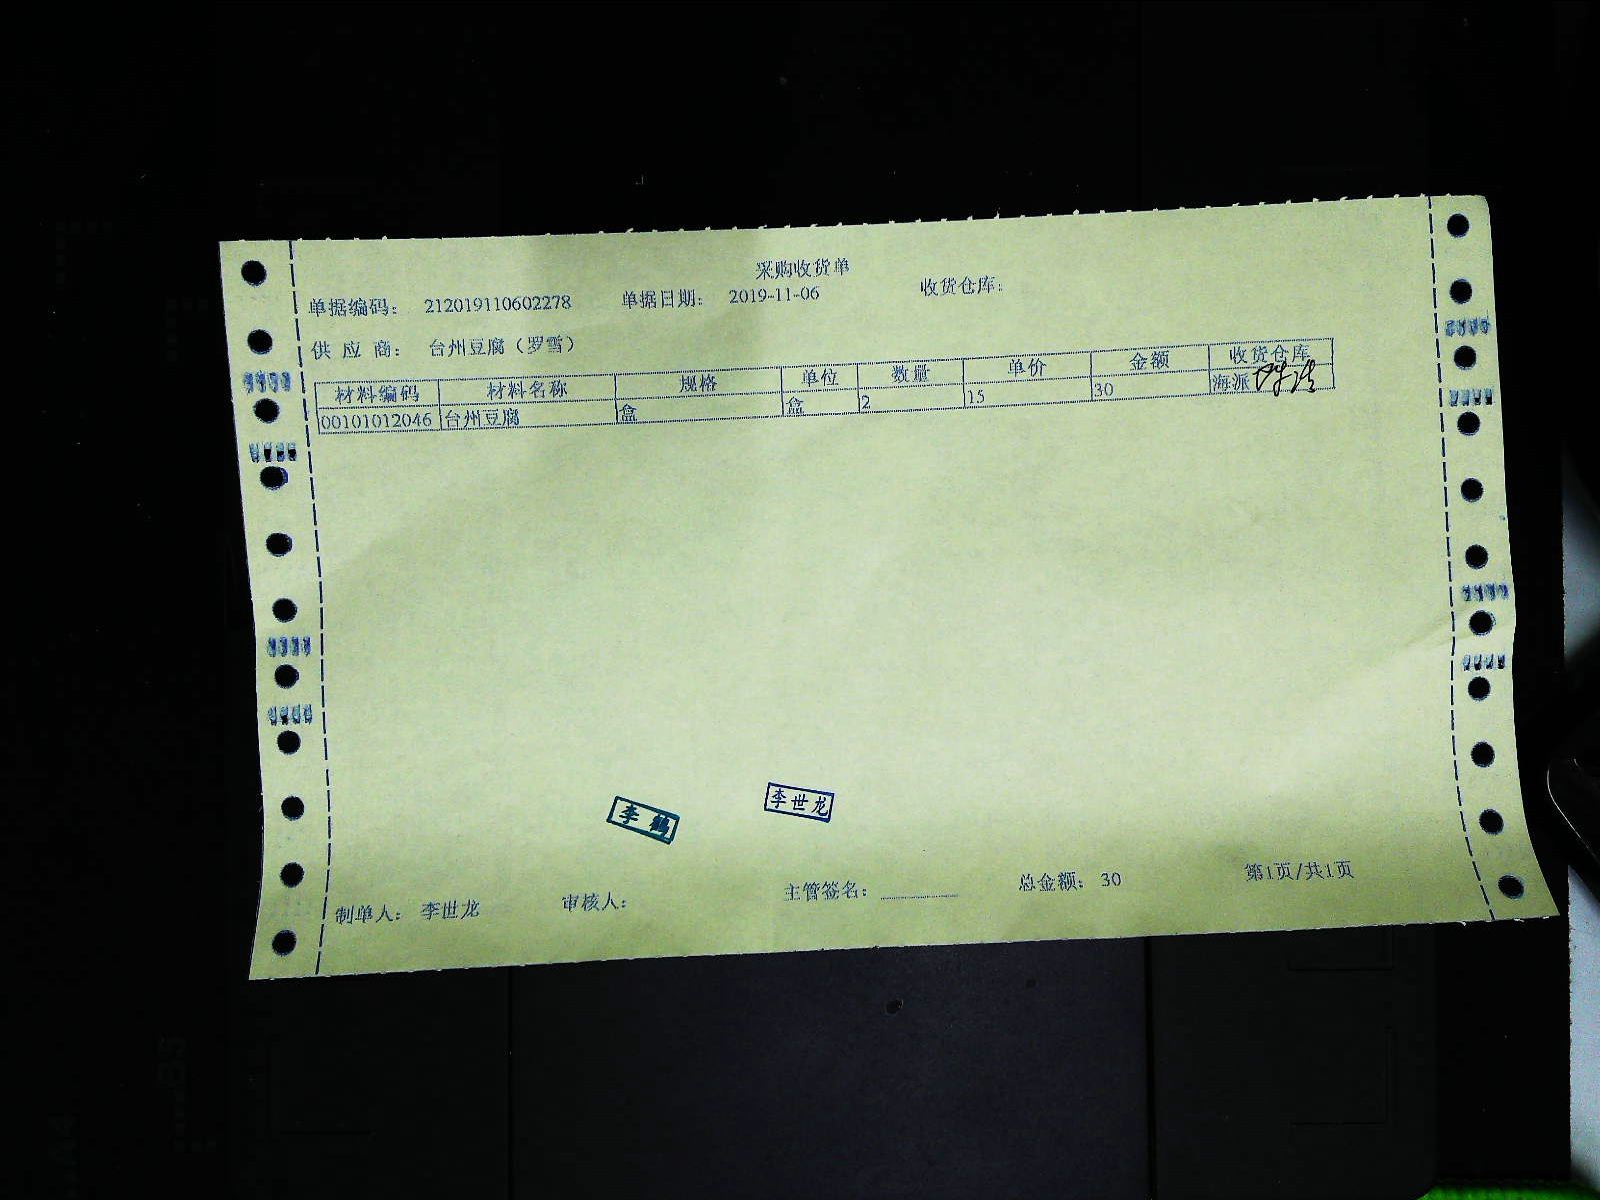 采购收货单
单据编码: 212019110602278 单据日期: 2019-11-06 收货仓库:
供应商: 台州豆腐（罗雪）
材料编码 材料名称 规格 单位 数量 单价 金额 收货仓库
00101012046 台州豆腐 盒 盒 2 15 30 海派
李鹤
李世龙
制单人: 李世龙 审核人: 主管签名: 总金额: 30 第1页/共1页